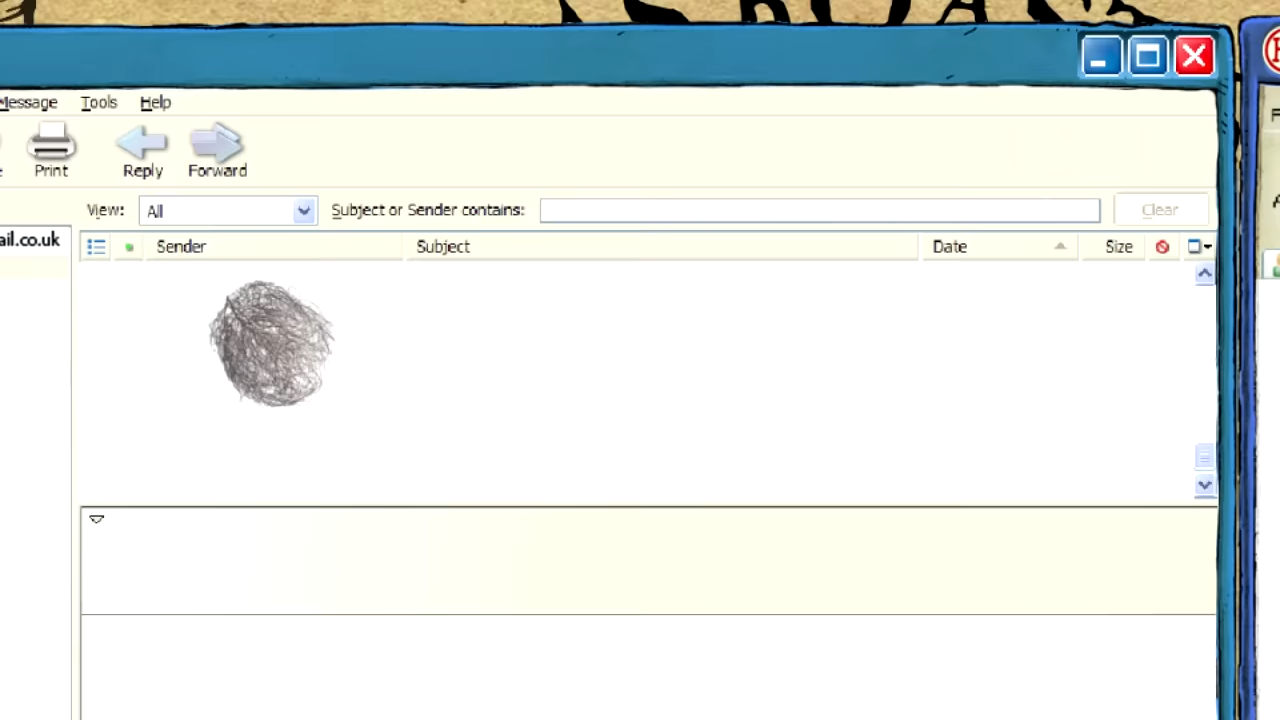 Message Tools Help
Print Reply Forward
View: All Subject or Sender contains: Clear
ail.co.uk
Sender Subject Date Size